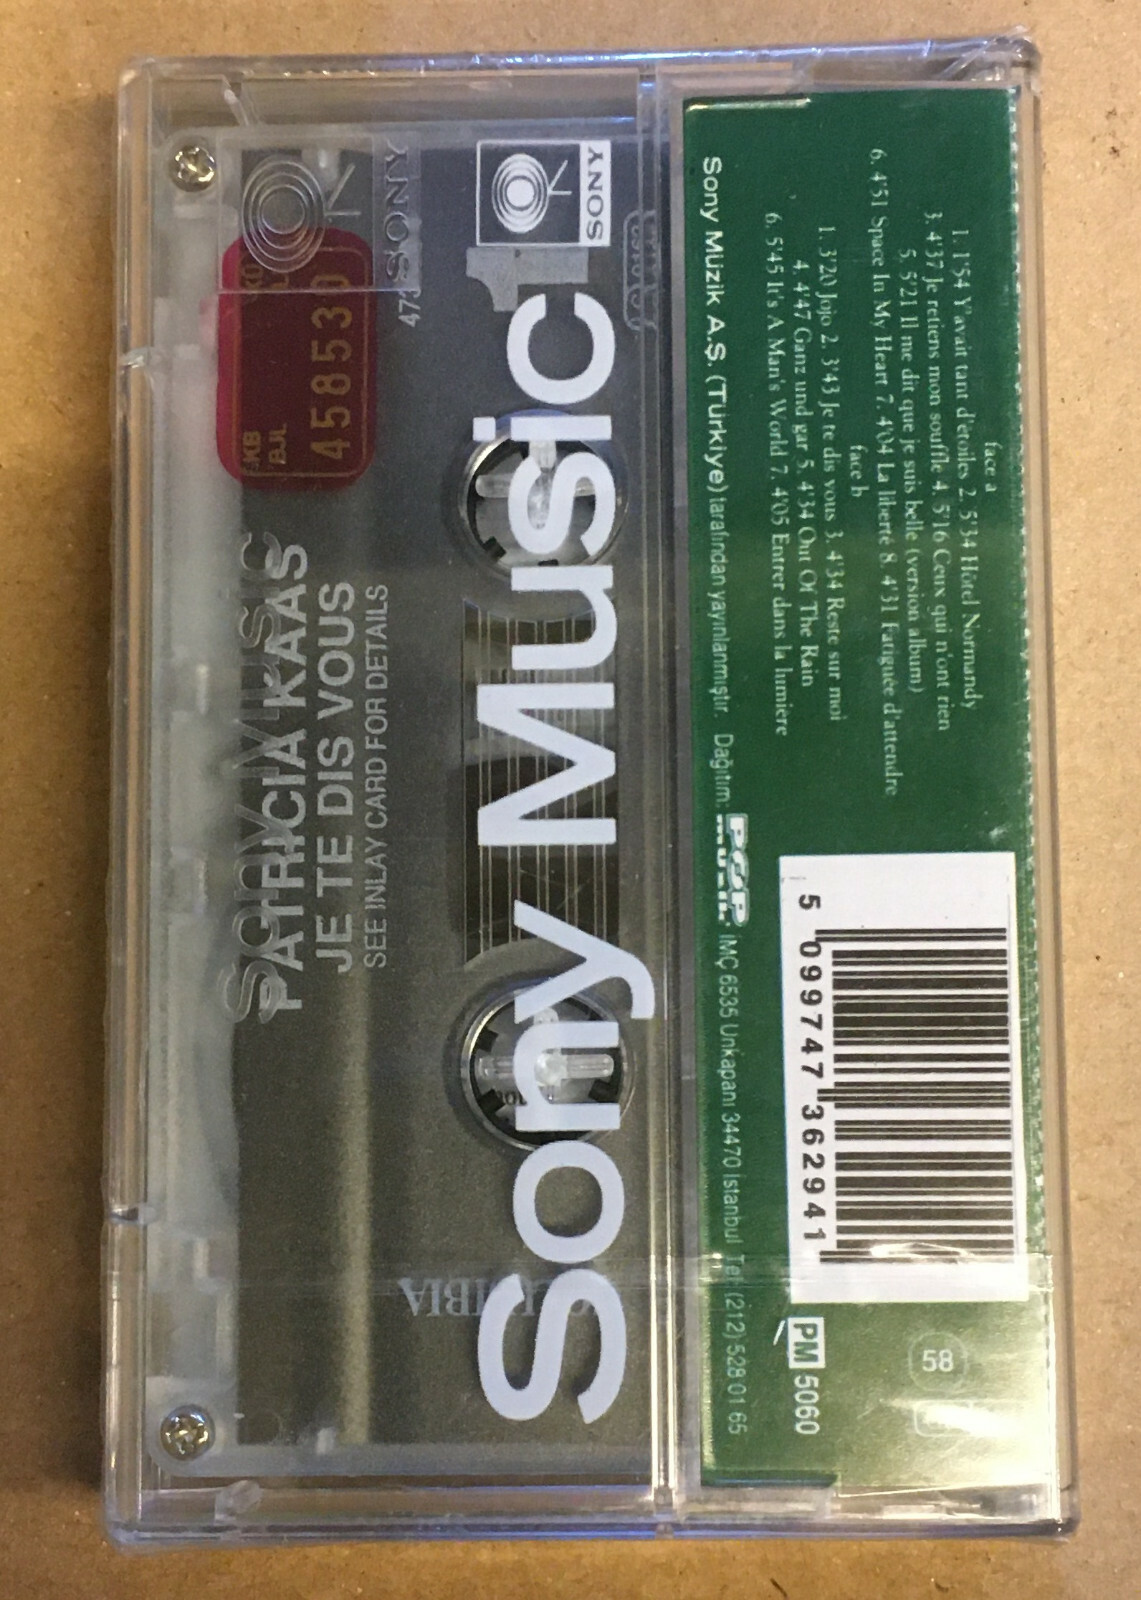 face a
1. 1'54 Y'avait tant d'étoiles 2. 5'34 Hôtel Normandy
3. 4'37 Je retiens mon souffle 4. 5'16 Ceux qui n'ont rien
5. 5'21 Il me dit que je suis belle (version album)
6. 4'51 Space In My Heart 7. 4'04 La liberté 8. 4'31 Fatiguée d'attendre
face b
1. 3'20 Jojo 2. 3'43 Je te dis vous 3. 4'34 Reste sur moi
4. 4'47 Ganz und gar 5. 4'34 Out Of The Rain
6. 5'45 It's A Man's World 7. 4'05 Entrer dans la lumiere
Sony Müzik A.Ş. (Türkiye) tarafından yayınlanmıştır. Dağıtım: POP İMÇ 6535 Unkapanı 34470 İstanbul Tel: (212) 528 01 65
5 099747 362941
58
PM 5060
SONY
1
Sony Music
SONY
473
45853
KB
BJL
Sony Music
PATRICIA KAAS
JE TE DIS VOUS
SEE INLAY CARD FOR DETAILS